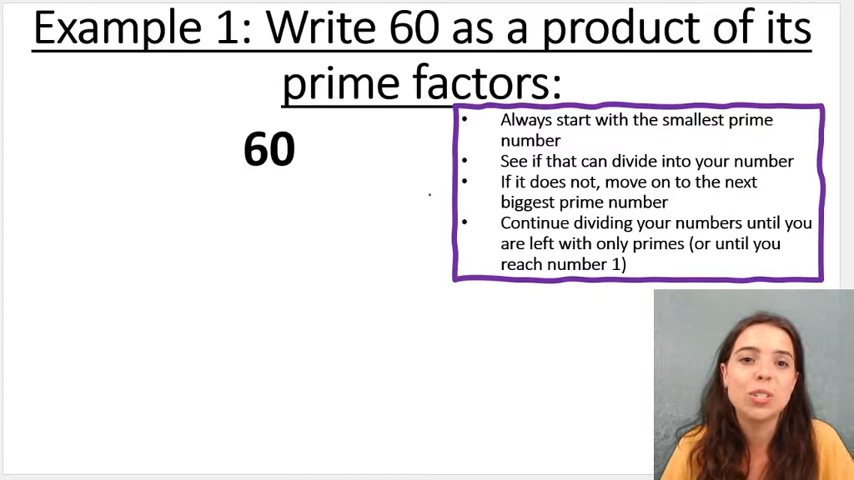 Example 1: Write 60 as a product of its
prime factors:
60
• Always start with the smallest prime
number
• See if that can divide into your number
• If it does not, move on to the next
biggest prime number
• Continue dividing your numbers until you
are left with only primes (or until you
reach number 1)